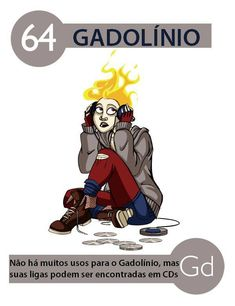 64 GADOLÍNIO
Não há muitos usos para o Gadolínio, mas
suas ligas podem ser encontradas em CDs
Gd